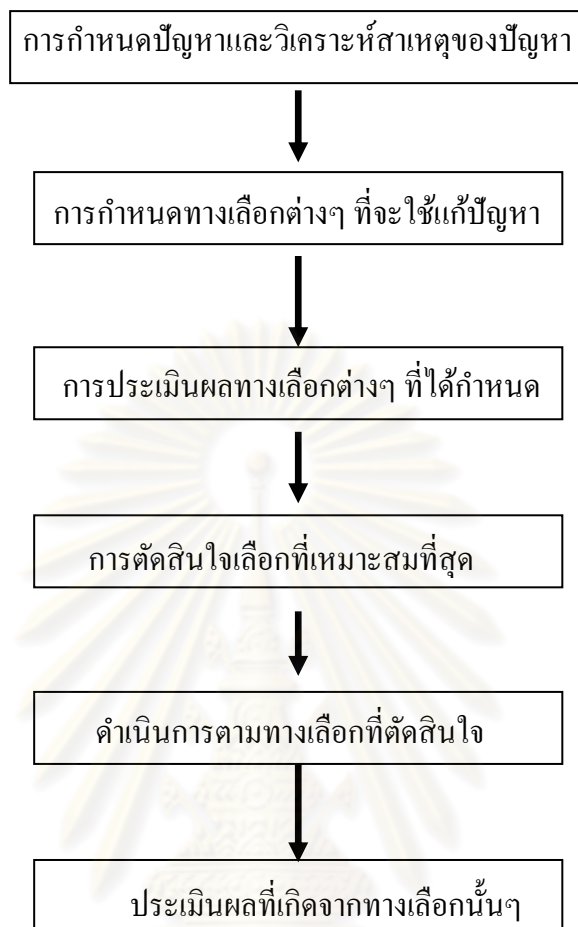 การกำหนดปัญหาและวิเคราะห์สาเหตุของปัญหา
การกำหนดทางเลือกต่างๆ ที่จะใช้แก้ปัญหา
การประเมินผลทางเลือกต่างๆ ที่ได้กำหนด
การตัดสินใจเลือกที่เหมาะสมที่สุด
ดำเนินการตามทางเลือกที่ตัดสินใจ
ประเมินผลที่เกิดจากทางเลือกนั้นๆ